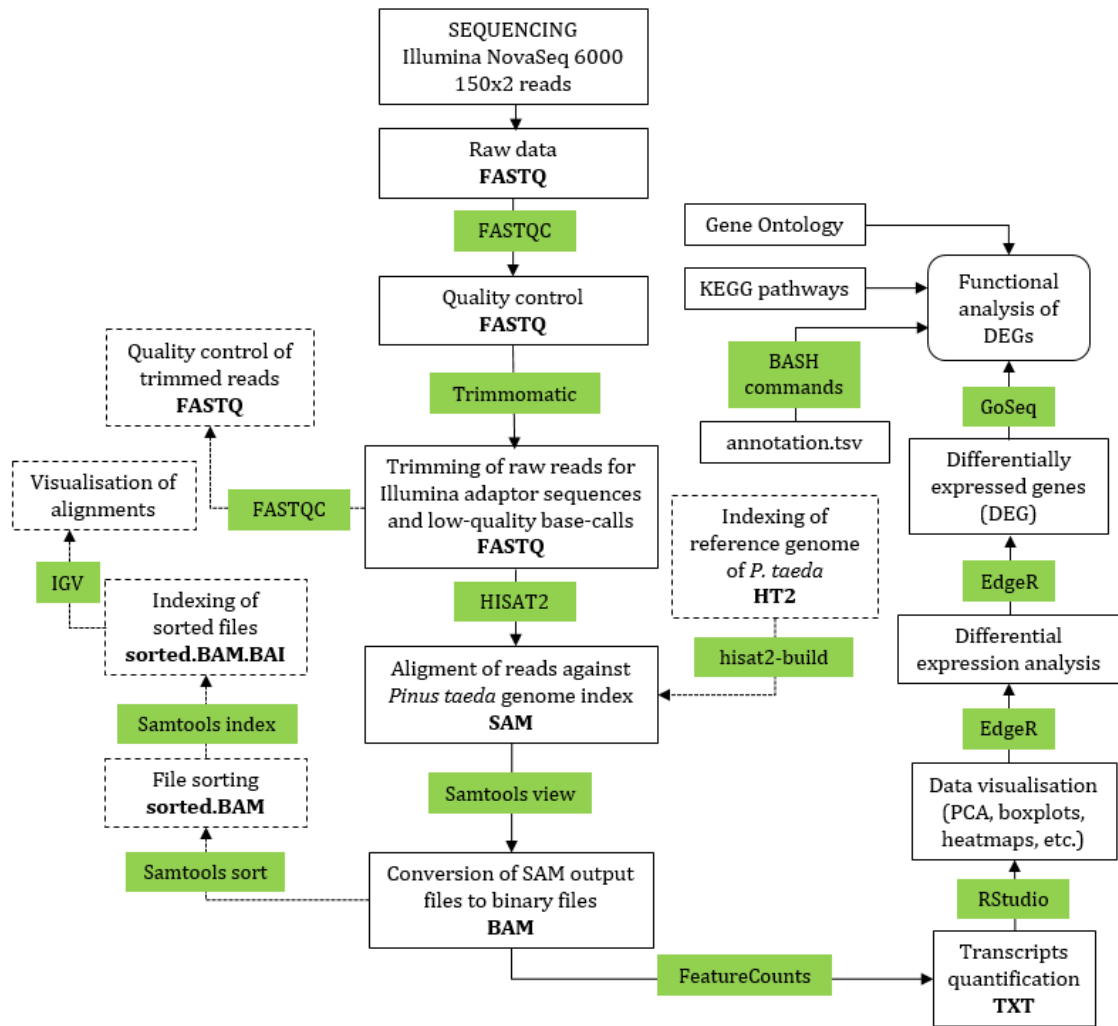 SEQUENCING
Illumina NovaSeq 6000
150x2 reads
Raw data
FASTQ
FASTQC
Quality control
FASTQ
Trimmomatic
Trimming of raw reads for
Illumina adaptor sequences
and low-quality base-calls
FASTQ
FASTQC
Quality control of
trimmed reads
FASTQ
HISAT2
Indexing of
reference genome
of P. taeda
HT2
hisat2-build
Aligment of reads against
Pinus taeda genome index
SAM
Samtools view
Conversion of SAM output
files to binary files
BAM
Samtools sort
File sorting
sorted.BAM
Samtools index
Indexing of
sorted files
sorted.BAM.BAI
IGV
Visualisation of
alignments
FeatureCounts
Transcripts
quantification
TXT
RStudio
Data visualisation
(PCA, boxplots,
heatmaps, etc.)
EdgeR
Differential
expression analysis
EdgeR
Differentially
expressed genes
(DEG)
GoSeq
Functional
analysis of
DEGs
Gene Ontology
KEGG pathways
BASH
commands
annotation.tsv